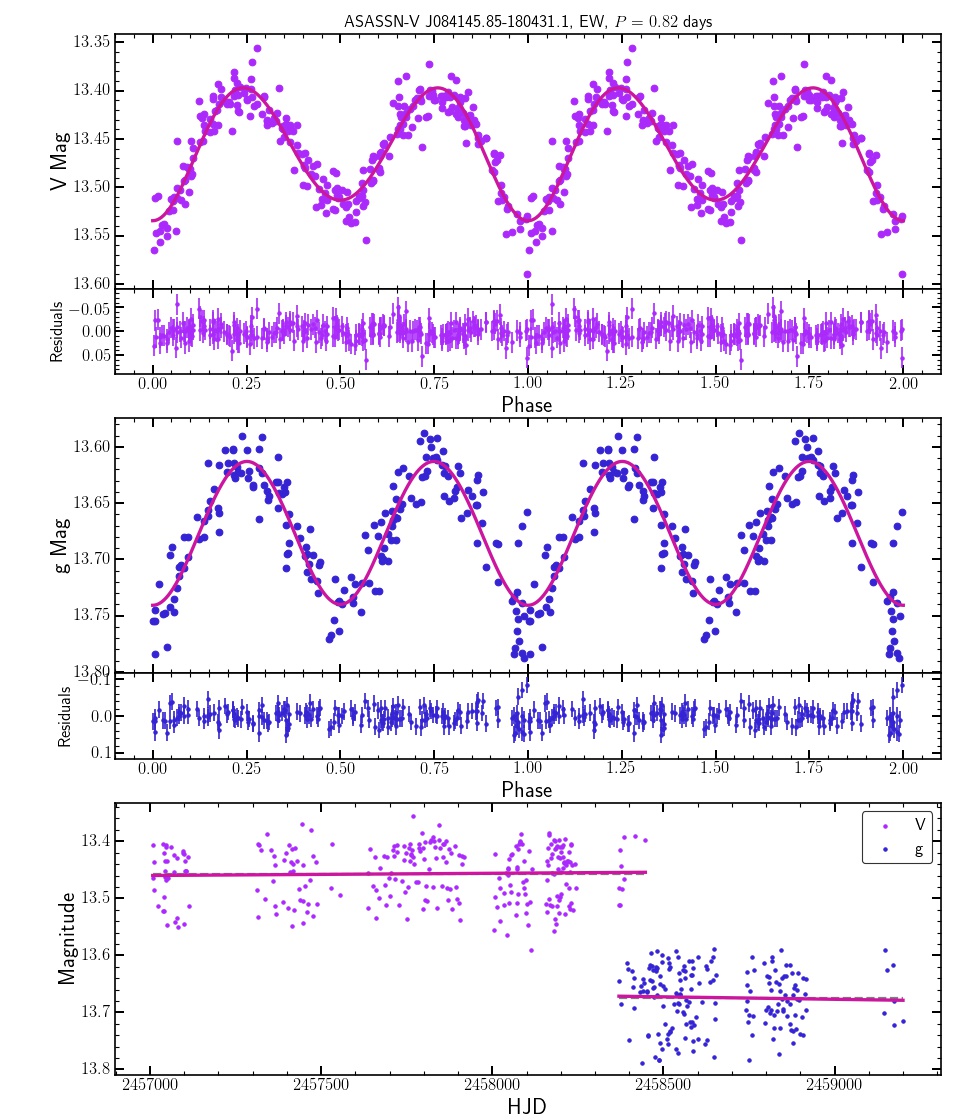 ASASSN-V J084145.85-180431.1, EW, P = 0.82 days
13.35
13.40
13.45
13.50
13.55
13.60
V Mag
−0.05
0.00
0.05
Residuals
0.00 0.25 0.50 0.75 1.00 1.25 1.50 1.75 2.00
Phase
13.60
13.65
13.70
13.75
13.80
g Mag
−0.1
0.0
0.1
Residuals
0.00 0.25 0.50 0.75 1.00 1.25 1.50 1.75 2.00
Phase
13.4
13.5
13.6
13.7
13.8
Magnitude
V
g
2457000 2457500 2458000 2458500 2459000
HJD